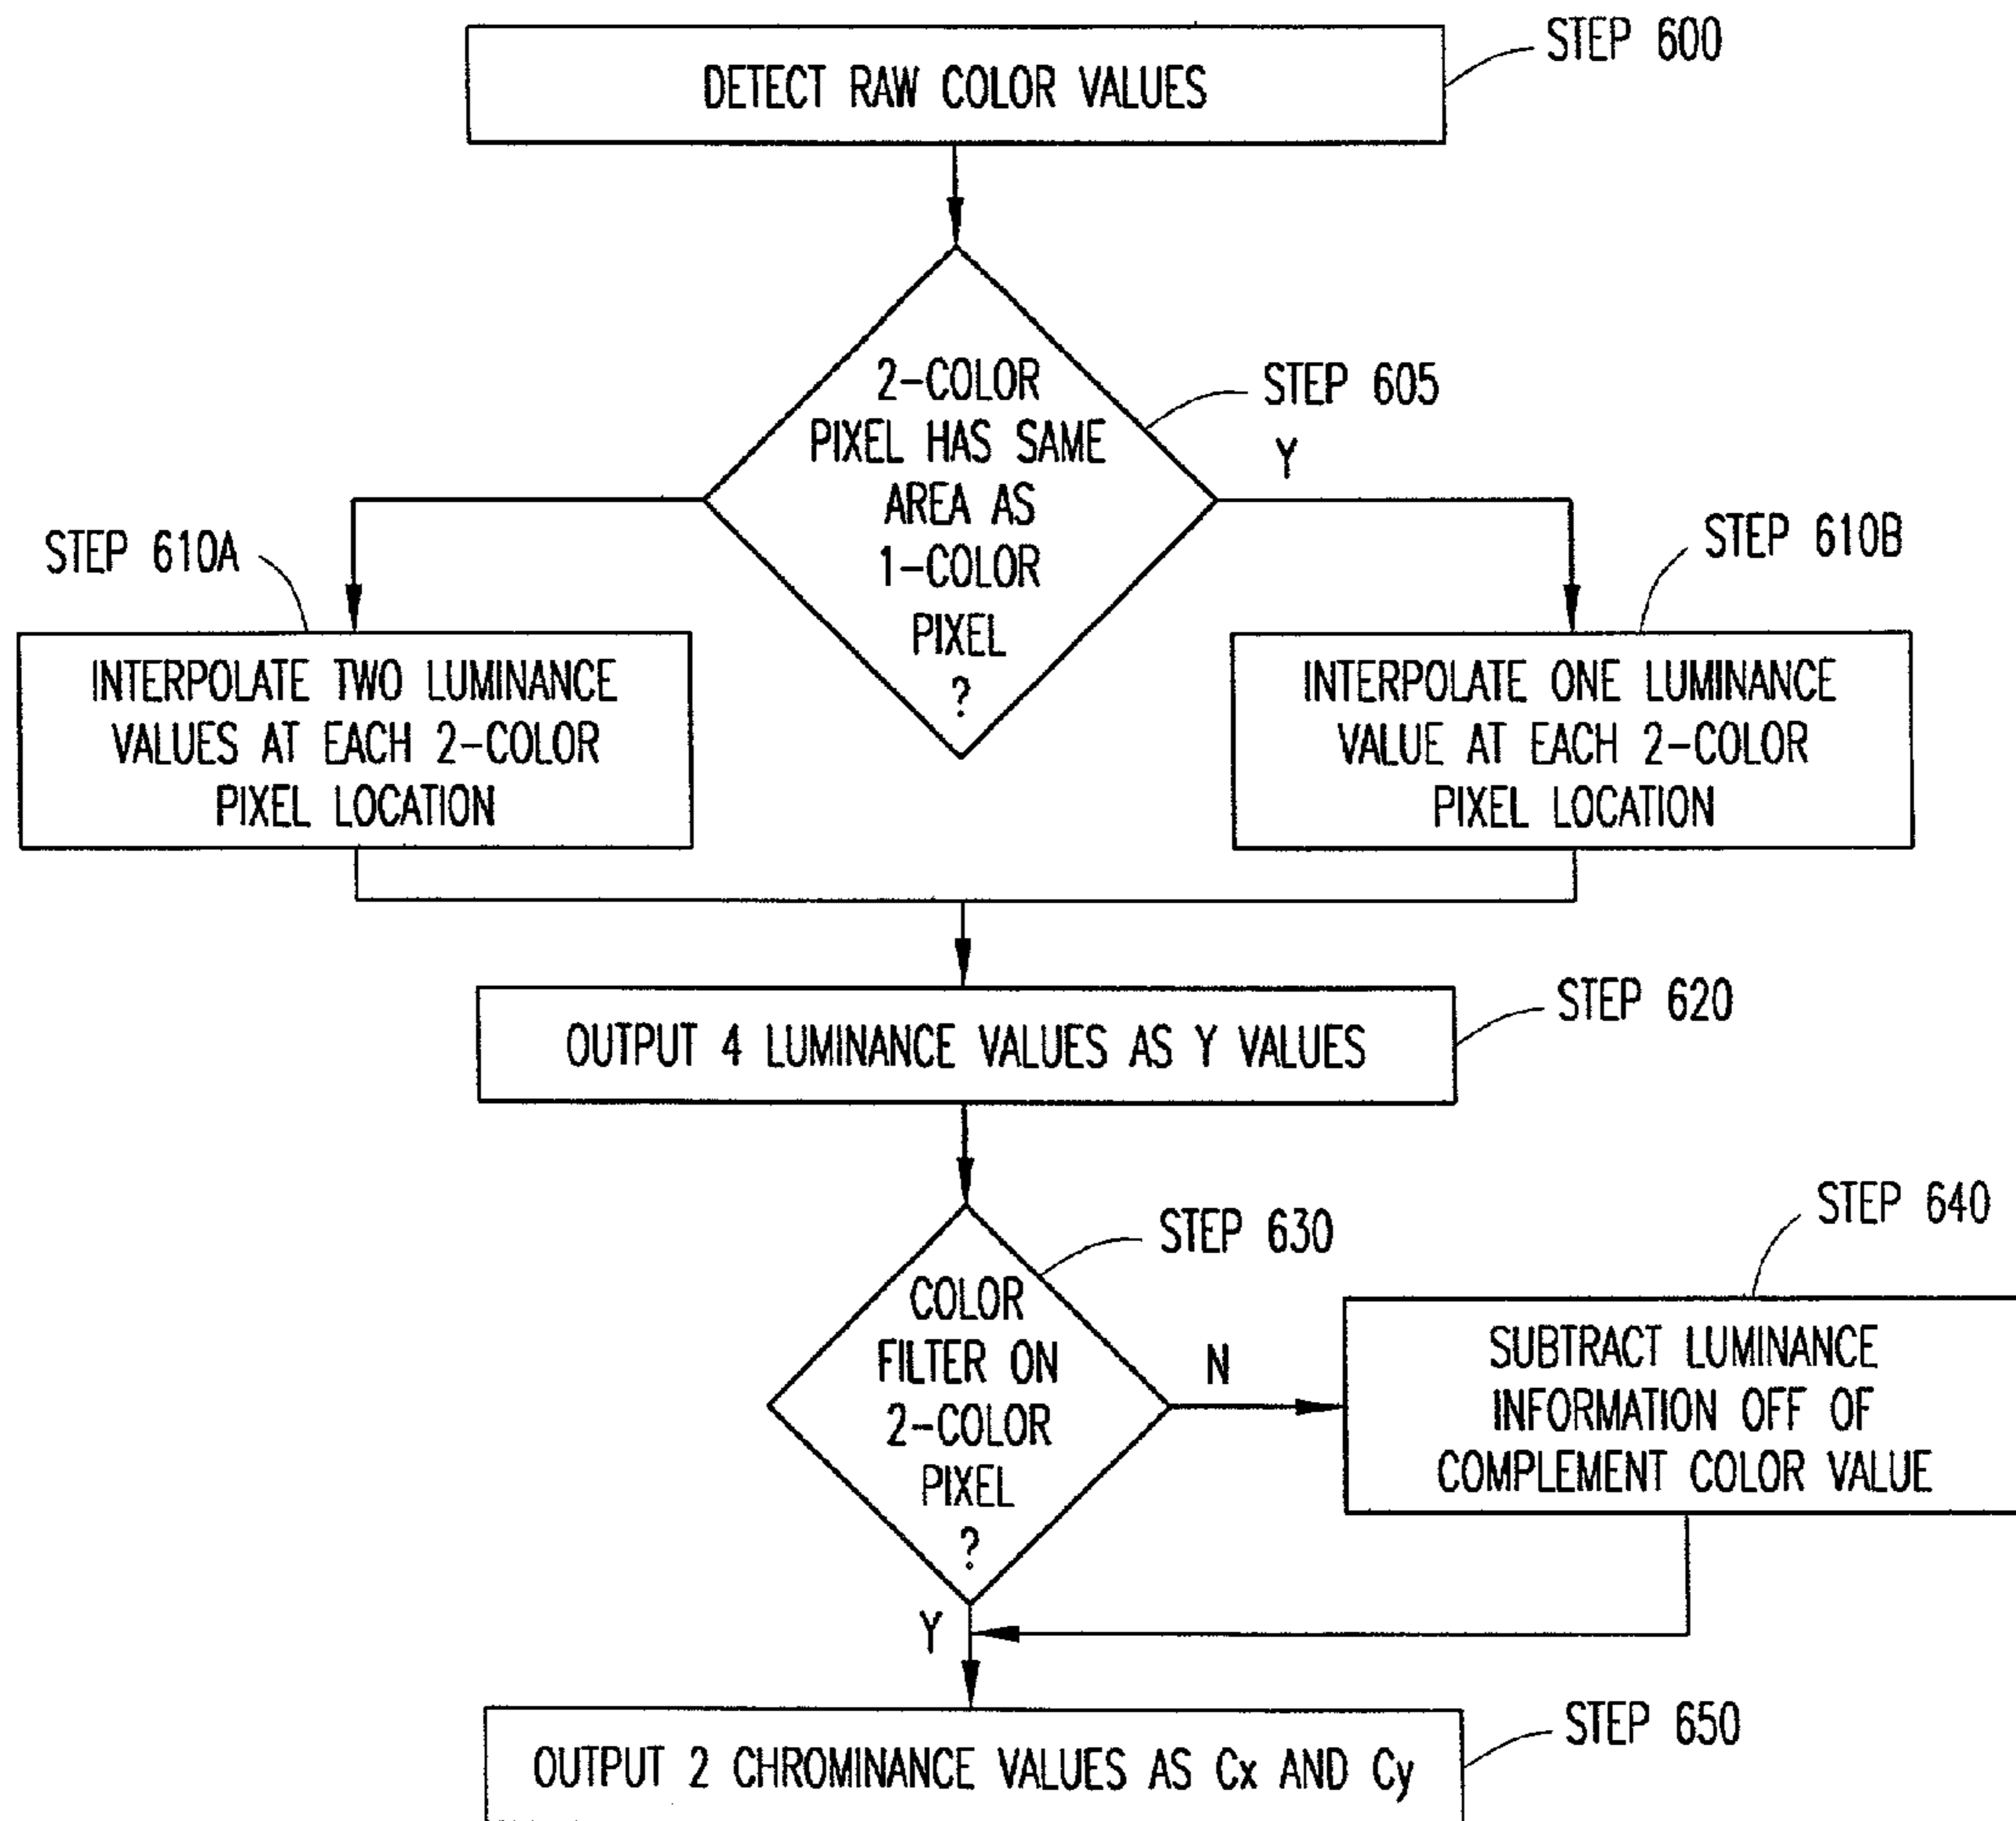 STEP 600
DETECT RAW COLOR VALUES
2-COLOR
PIXEL HAS SAME
AREA AS
1-COLOR
PIXEL
?
STEP 605
Y
STEP 610A
INTERPOLATE TWO LUMINANCE
VALUES AT EACH 2-COLOR
PIXEL LOCATION
STEP 610B
INTERPOLATE ONE LUMINANCE
VALUE AT EACH 2-COLOR
PIXEL LOCATION
STEP 620
OUTPUT 4 LUMINANCE VALUES AS Y VALUES
STEP 630
COLOR
FILTER ON
2-COLOR
PIXEL
?
N
STEP 640
SUBTRACT LUMINANCE
INFORMATION OFF OF
COMPLEMENT COLOR VALUE
Y
STEP 650
OUTPUT 2 CHROMINANCE VALUES AS Cx AND Cy